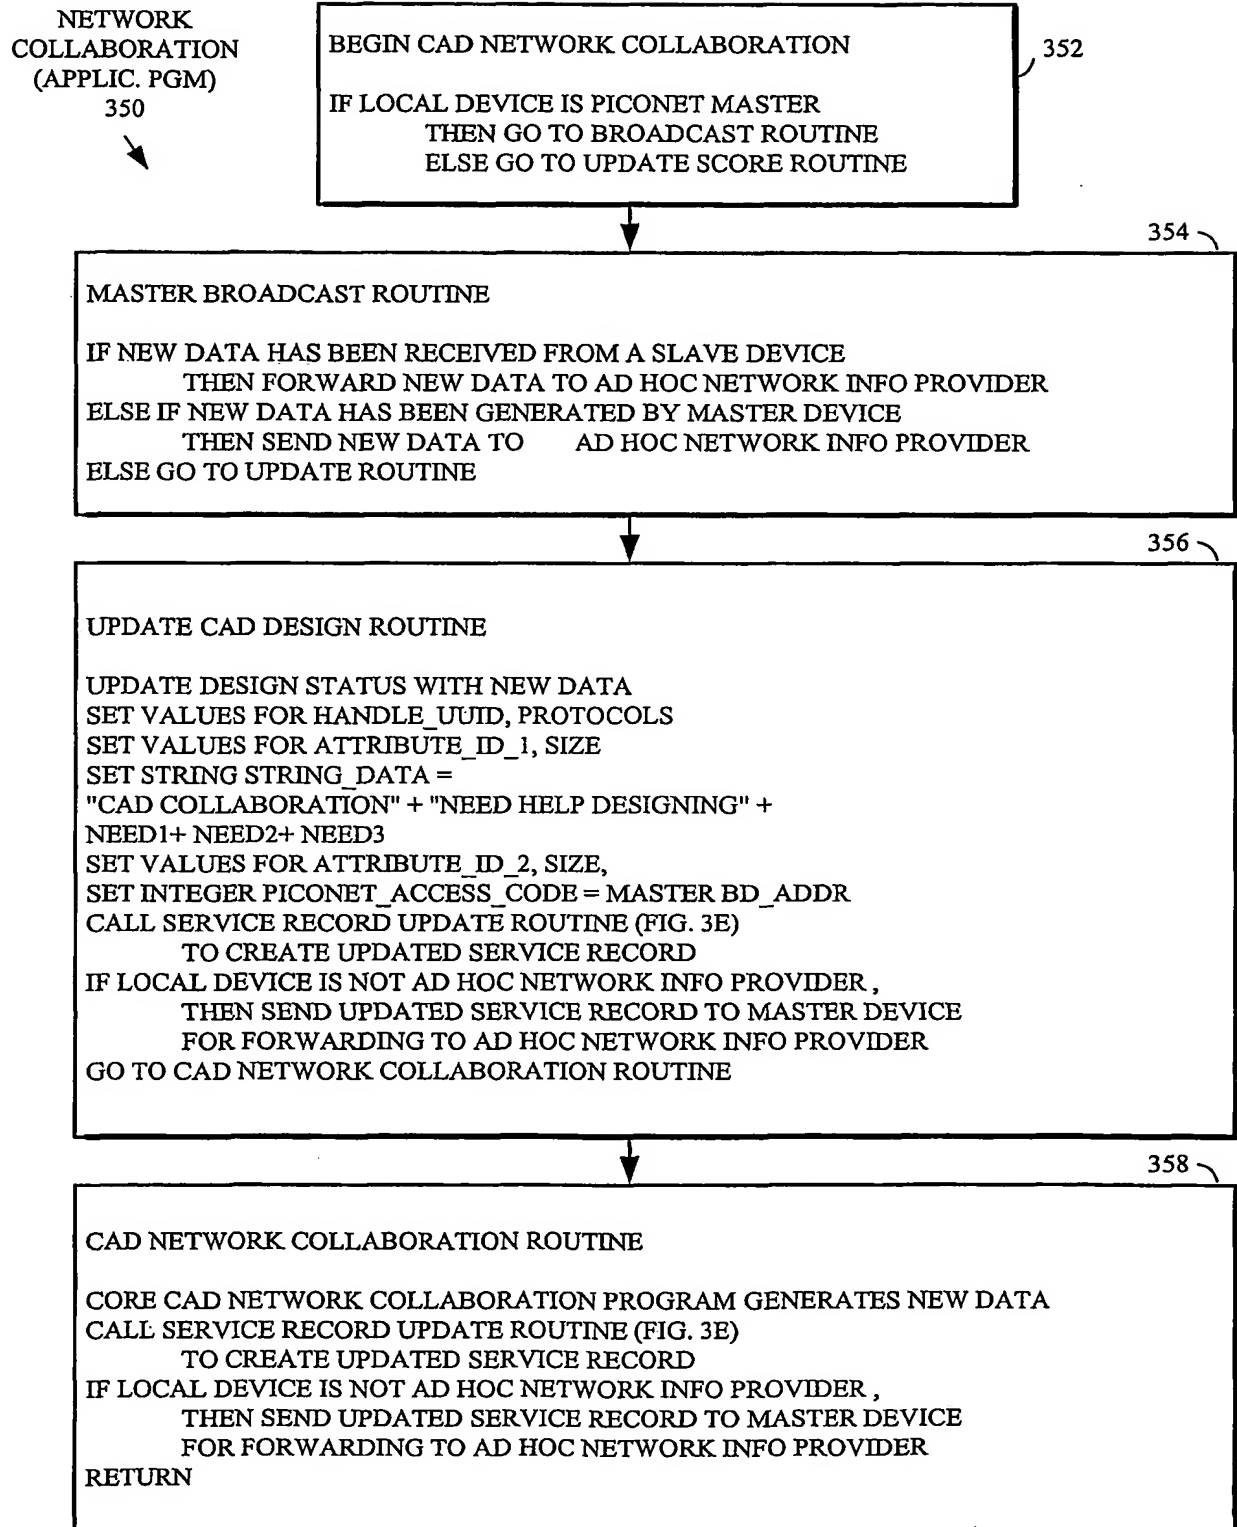 NETWORK
COLLABORATION
(APPLIC. PGM)
350
BEGIN CAD NETWORK COLLABORATION
352
IF LOCAL DEVICE IS PICONET MASTER
THEN GO TO BROADCAST ROUTINE
ELSE GO TO UPDATE SCORE ROUTINE
354
MASTER BROADCAST ROUTINE
IF NEW DATA HAS BEEN RECEIVED FROM A SLAVE DEVICE
THEN FORWARD NEW DATA TO AD HOC NETWORK INFO PROVIDER
ELSE IF NEW DATA HAS BEEN GENERATED BY MASTER DEVICE
THEN SEND NEW DATA TO AD HOC NETWORK INFO PROVIDER
ELSE GO TO UPDATE ROUTINE
356
UPDATE CAD DESIGN ROUTINE
UPDATE DESIGN STATUS WITH NEW DATA
SET VALUES FOR HANDLE_UUID, PROTOCOLS
SET VALUES FOR ATTRIBUTE_ID_1, SIZE
SET STRING STRING_DATA =
"CAD COLLABORATION" + "NEED HELP DESIGNING" +
NEED1+ NEED2+ NEED3
SET VALUES FOR ATTRIBUTE_ID_2, SIZE,
SET INTEGER PICONET_ACCESS_CODE = MASTER BD_ADDR
CALL SERVICE RECORD UPDATE ROUTINE (FIG. 3E)
TO CREATE UPDATED SERVICE RECORD
IF LOCAL DEVICE IS NOT AD HOC NETWORK INFO PROVIDER ,
THEN SEND UPDATED SERVICE RECORD TO MASTER DEVICE
FOR FORWARDING TO AD HOC NETWORK INFO PROVIDER
GO TO CAD NETWORK COLLABORATION ROUTINE
358
CAD NETWORK COLLABORATION ROUTINE
CORE CAD NETWORK COLLABORATION PROGRAM GENERATES NEW DATA
CALL SERVICE RECORD UPDATE ROUTINE (FIG. 3E)
TO CREATE UPDATED SERVICE RECORD
IF LOCAL DEVICE IS NOT AD HOC NETWORK INFO PROVIDER ,
THEN SEND UPDATED SERVICE RECORD TO MASTER DEVICE
FOR FORWARDING TO AD HOC NETWORK INFO PROVIDER
RETURN